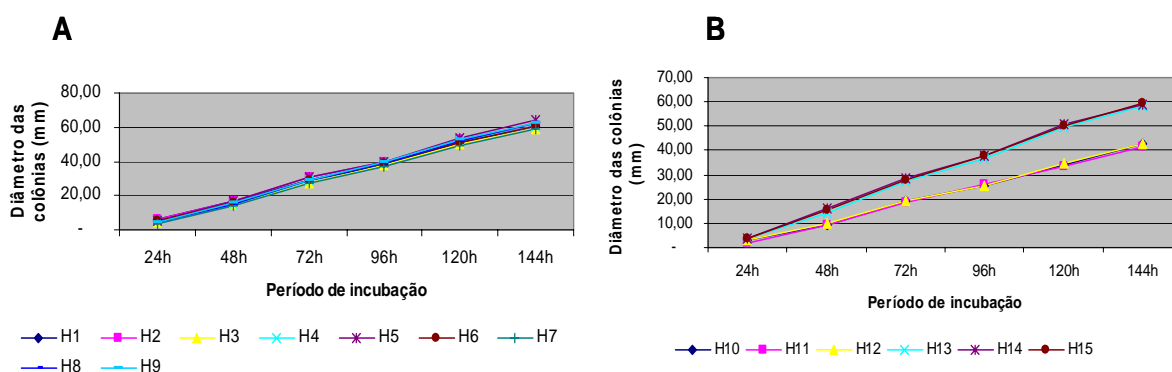 A
Diâmetro das
colônias (mm)
80,00
60,00
40,00
20,00
-
24h 48h 72h 96h 120h 144h
Período de incubação
H1 H2 H3 H4 H5 H6 H7
H8 H9
B
Diâmetro das colônias
(mm)
70,00
60,00
50,00
40,00
30,00
20,00
10,00
-
24h 48h 72h 96h 120h 144h
Período de incubação
H10 H11 H12 H13 H14 H15